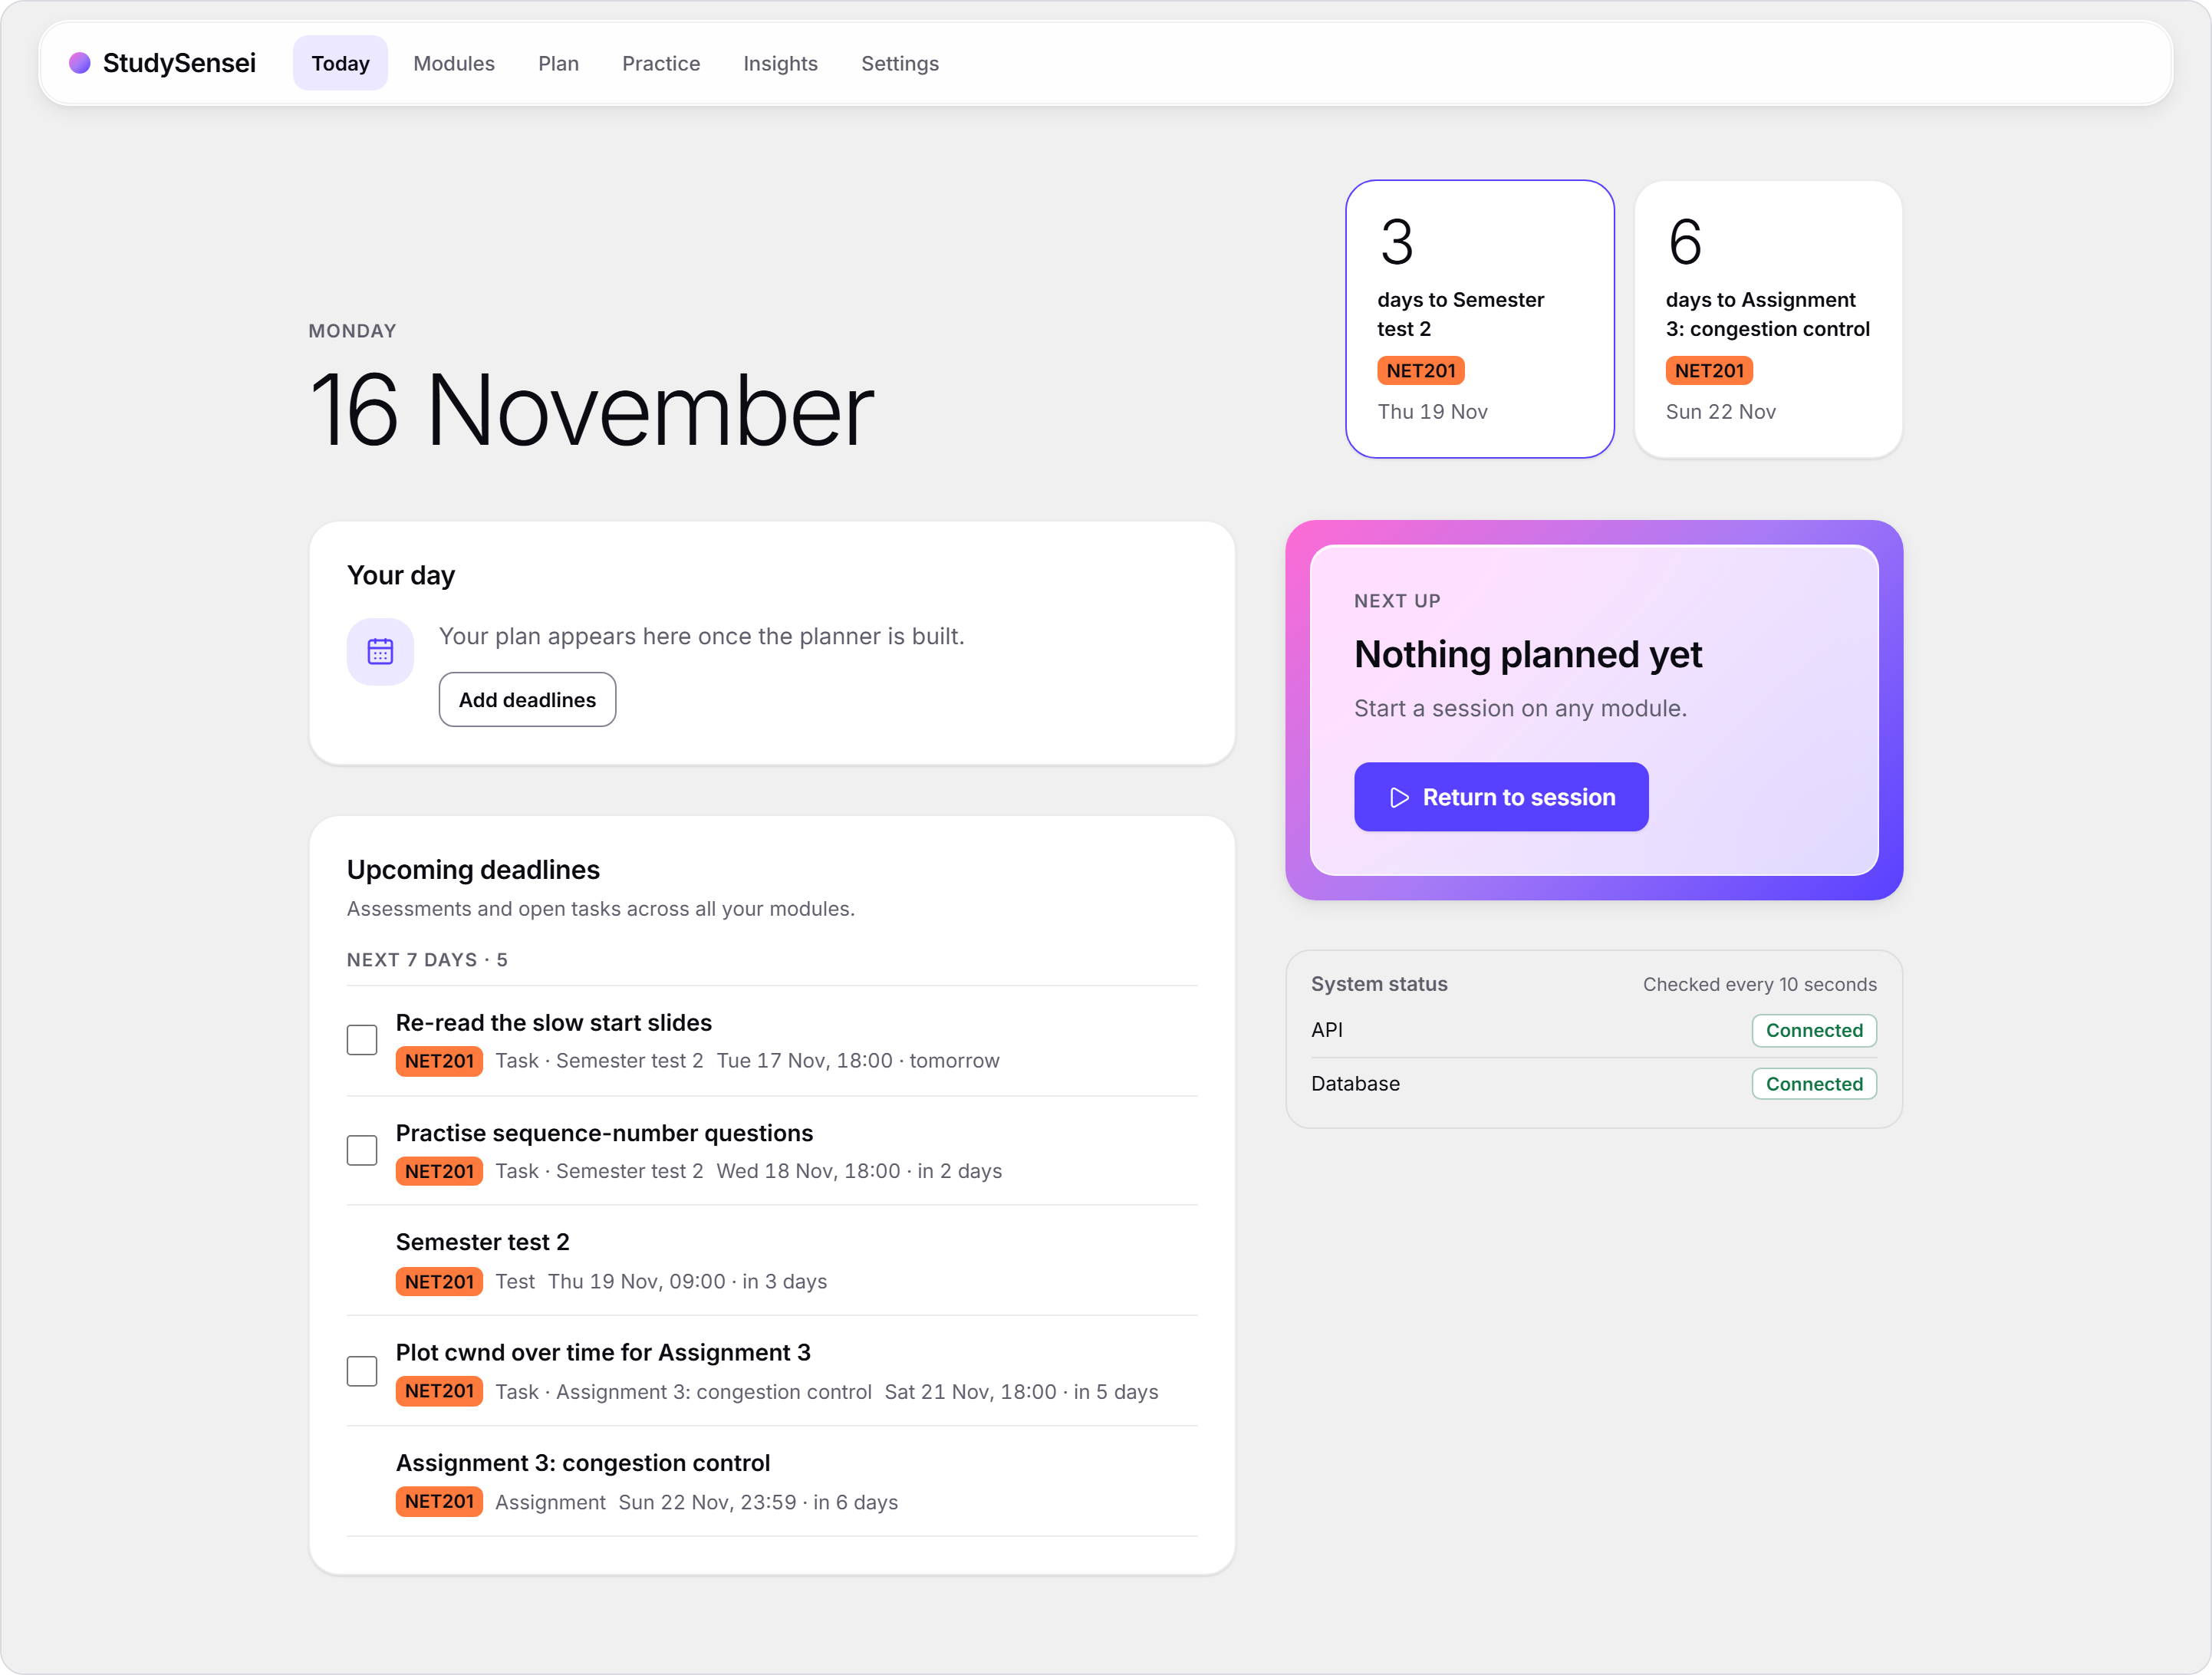 StudySensei Today Modules Plan Practice Insights Settings
MONDAY
16 November
3
days to Semester
test 2
NET201
Thu 19 Nov
6
days to Assignment
3: congestion control
NET201
Sun 22 Nov
Your day
Your plan appears here once the planner is built.
Add deadlines
Upcoming deadlines
Assessments and open tasks across all your modules.
NEXT 7 DAYS · 5
Re-read the slow start slides
NET201 Task · Semester test 2 Tue 17 Nov, 18:00 · tomorrow
Practise sequence-number questions
NET201 Task · Semester test 2 Wed 18 Nov, 18:00 · in 2 days
Semester test 2
NET201 Test Thu 19 Nov, 09:00 · in 3 days
Plot cwnd over time for Assignment 3
NET201 Task · Assignment 3: congestion control Sat 21 Nov, 18:00 · in 5 days
Assignment 3: congestion control
NET201 Assignment Sun 22 Nov, 23:59 · in 6 days
NEXT UP
Nothing planned yet
Start a session on any module.
Return to session
System status Checked every 10 seconds
API Connected
Database Connected